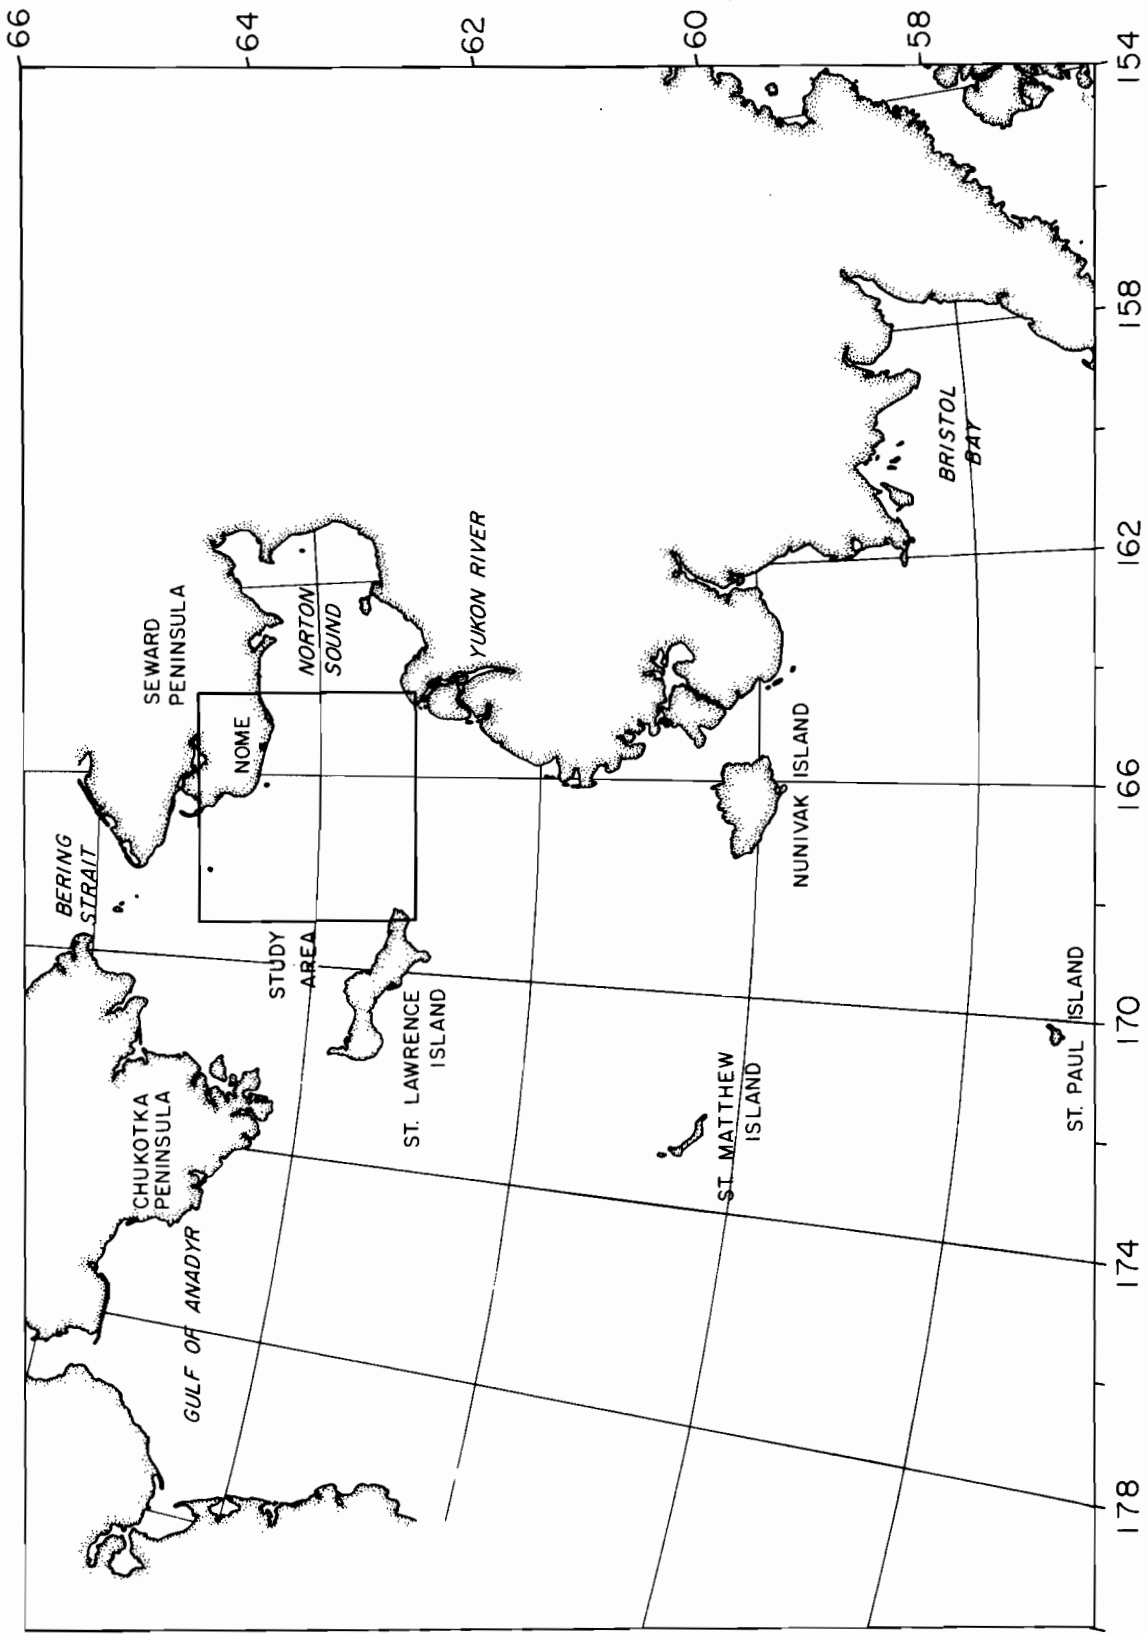 66
64
62
60
58
154
158
162
166
170
174
178
BERING
STRAIT
SEWARD
PENINSULA
NOME
NORTON
SOUND
YUKON RIVER
STUDY
AREA
ST. LAWRENCE
ISLAND
CHUKOTKA
PENINSULA
GULF OF ANADYR
NUNIVAK ISLAND
BRISTOL
BAY
ST. MATTHEW
ISLAND
ST. PAUL ISLAND